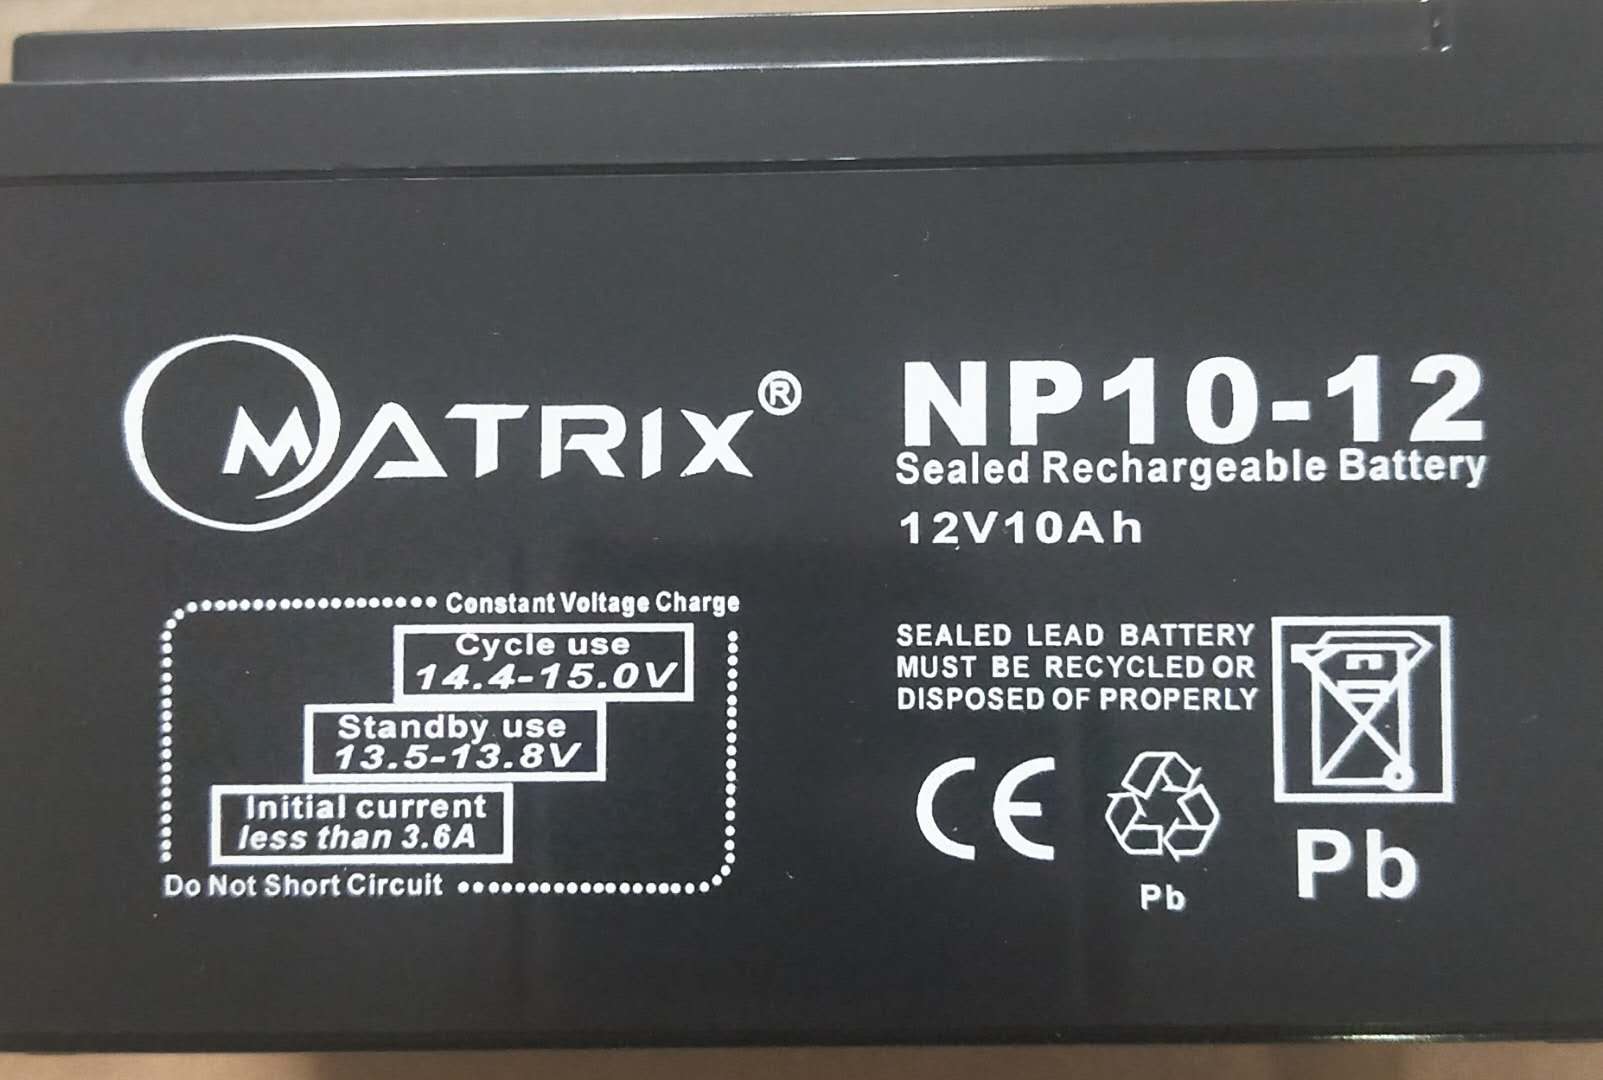 MATRIX®
NP10-12
Sealed Rechargeable Battery
12V10Ah
Constant Voltage Charge
Cycle use
14.4-15.0V
Standby use
13.5-13.8V
Initial current
less than 3.6A
Do Not Short Circuit
SEALED LEAD BATTERY
MUST BE RECYCLED OR
DISPOSED OF PROPERLY
CE
Pb
Pb